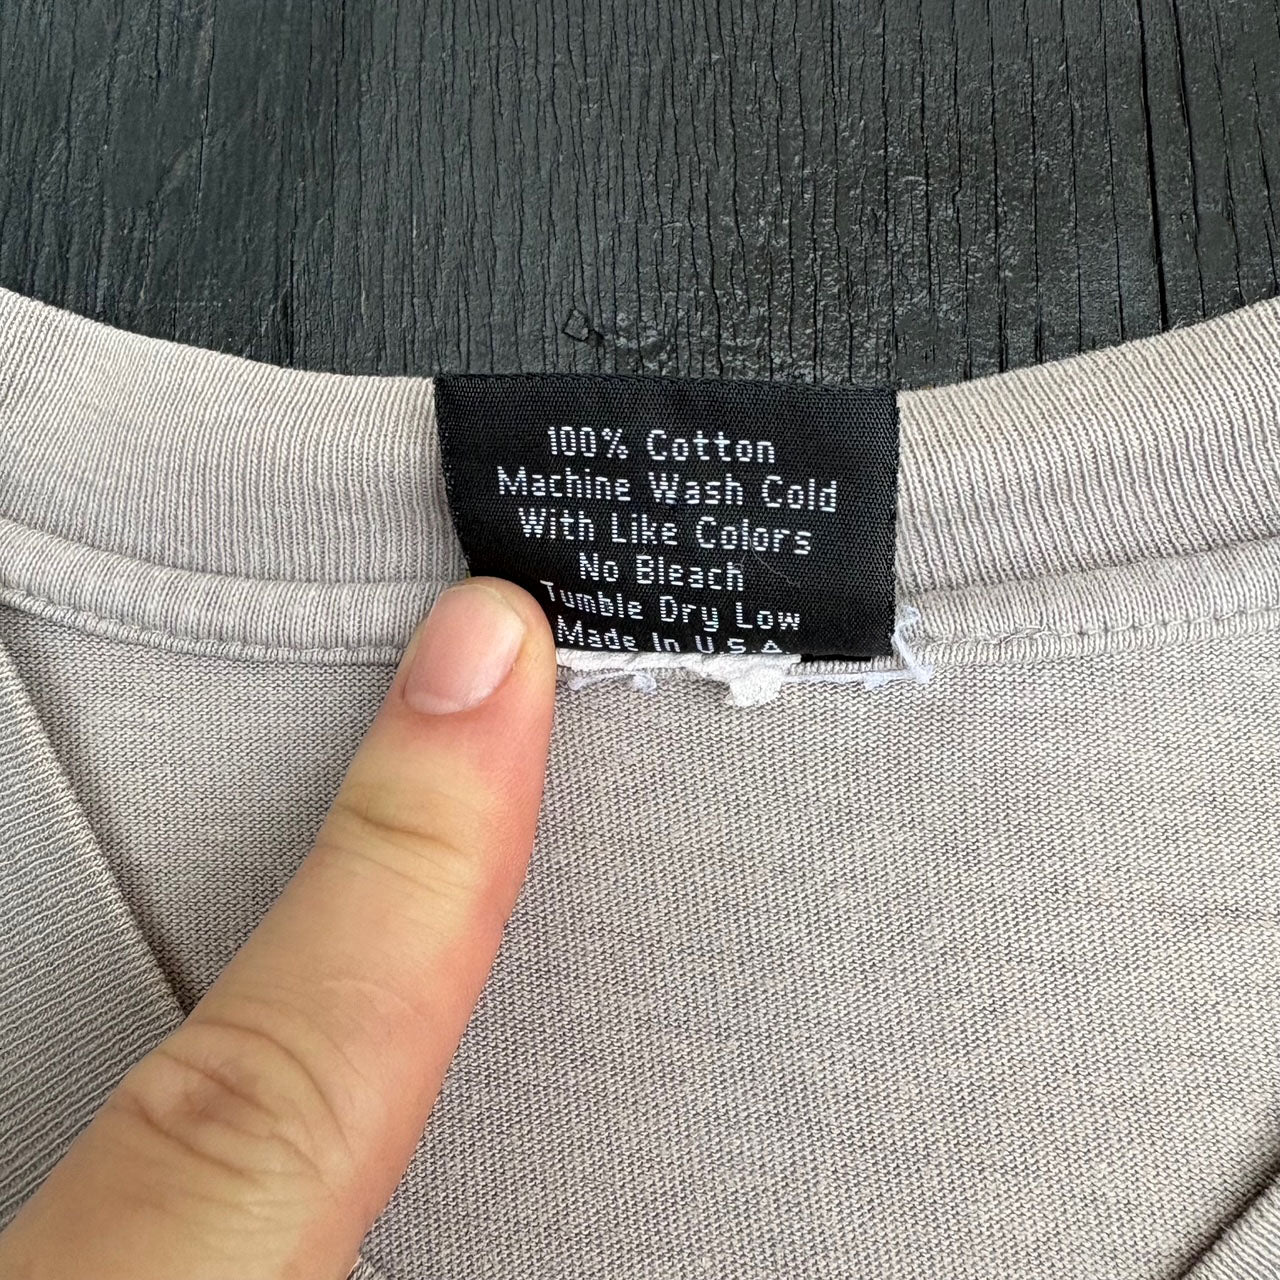 100% Cotton
Machine Wash Cold
With Like Colors
No Bleach
Tumble Dry Low
Made In U.S.A.